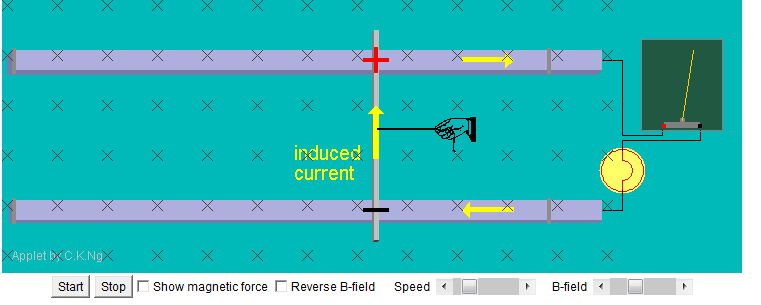 induced
current
Applet by C.K.Ng
Start Stop Show magnetic force Reverse B-field Speed B-field